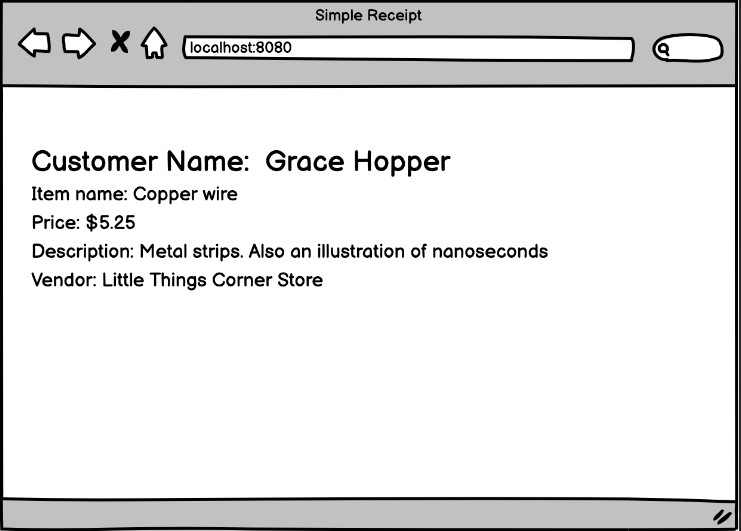 Simple Receipt
localhost:8080
Customer Name: Grace Hopper
Item name: Copper wire
Price: $5.25
Description: Metal strips. Also an illustration of nanoseconds
Vendor: Little Things Corner Store